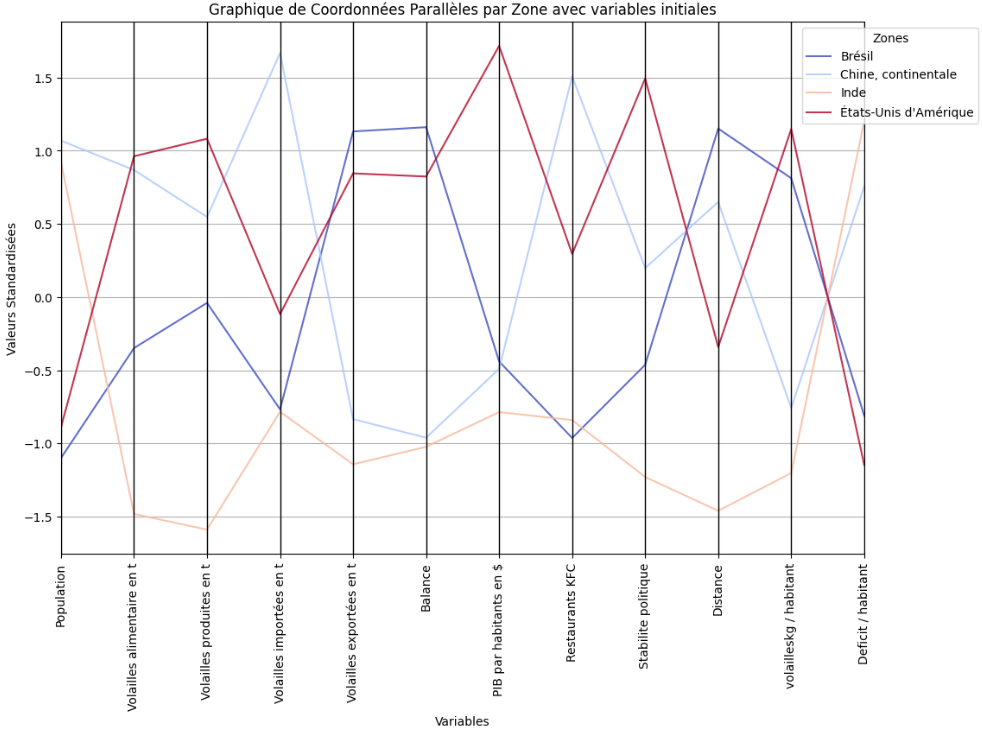 Graphique de Coordonnées Parallèles par Zone avec variables initiales
Zones
Brésil
Chine, continentale
Inde
États-Unis d'Amérique
Valeurs Standardisées
1.5
1.0
0.5
0.0
−0.5
−1.0
−1.5
Population
Volailles alimentaire en t
Volailles produites en t
Volailles importées en t
Volailles exportées en t
Balance
PIB par habitants en $
Restaurants KFC
Stabilite politique
Distance
volailleskg / habitant
Deficit / habitant
Variables